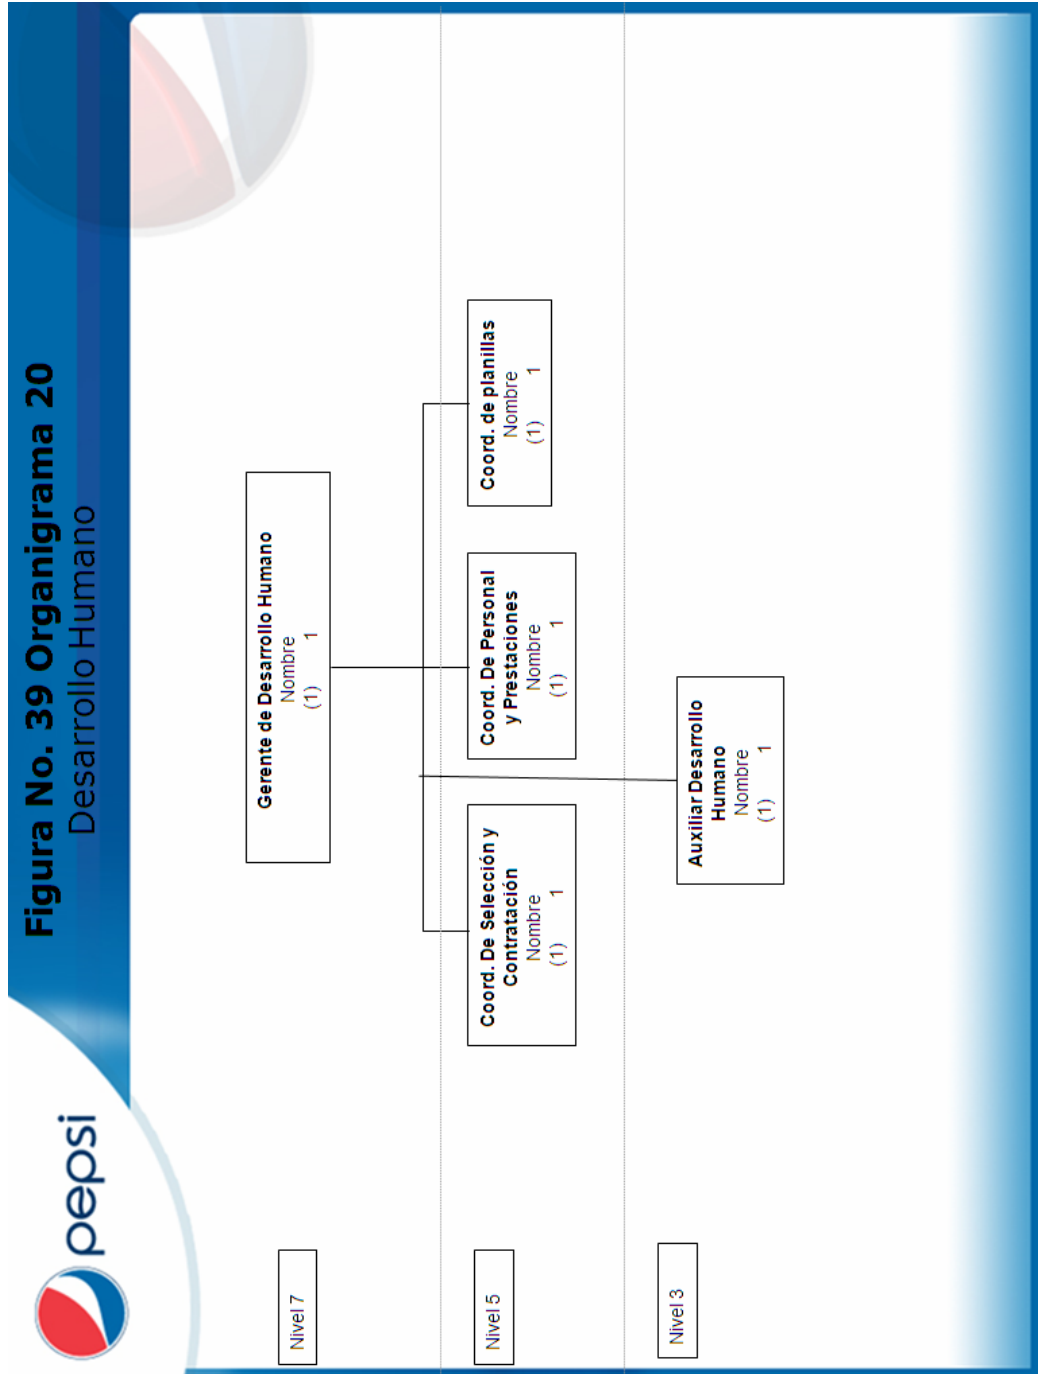 Figura No. 39 Organigrama 20
Desarrollo Humano
pepsi
Nivel 7
Gerente de Desarrollo Humano
Nombre
(1) 1
Nivel 5
Coord. De Selección y
Contratación
Nombre
(1) 1
Coord. De Personal
y Prestaciones
Nombre
(1) 1
Coord. de planillas
Nombre
(1) 1
Nivel 3
Auxiliar Desarrollo
Humano
Nombre
(1) 1